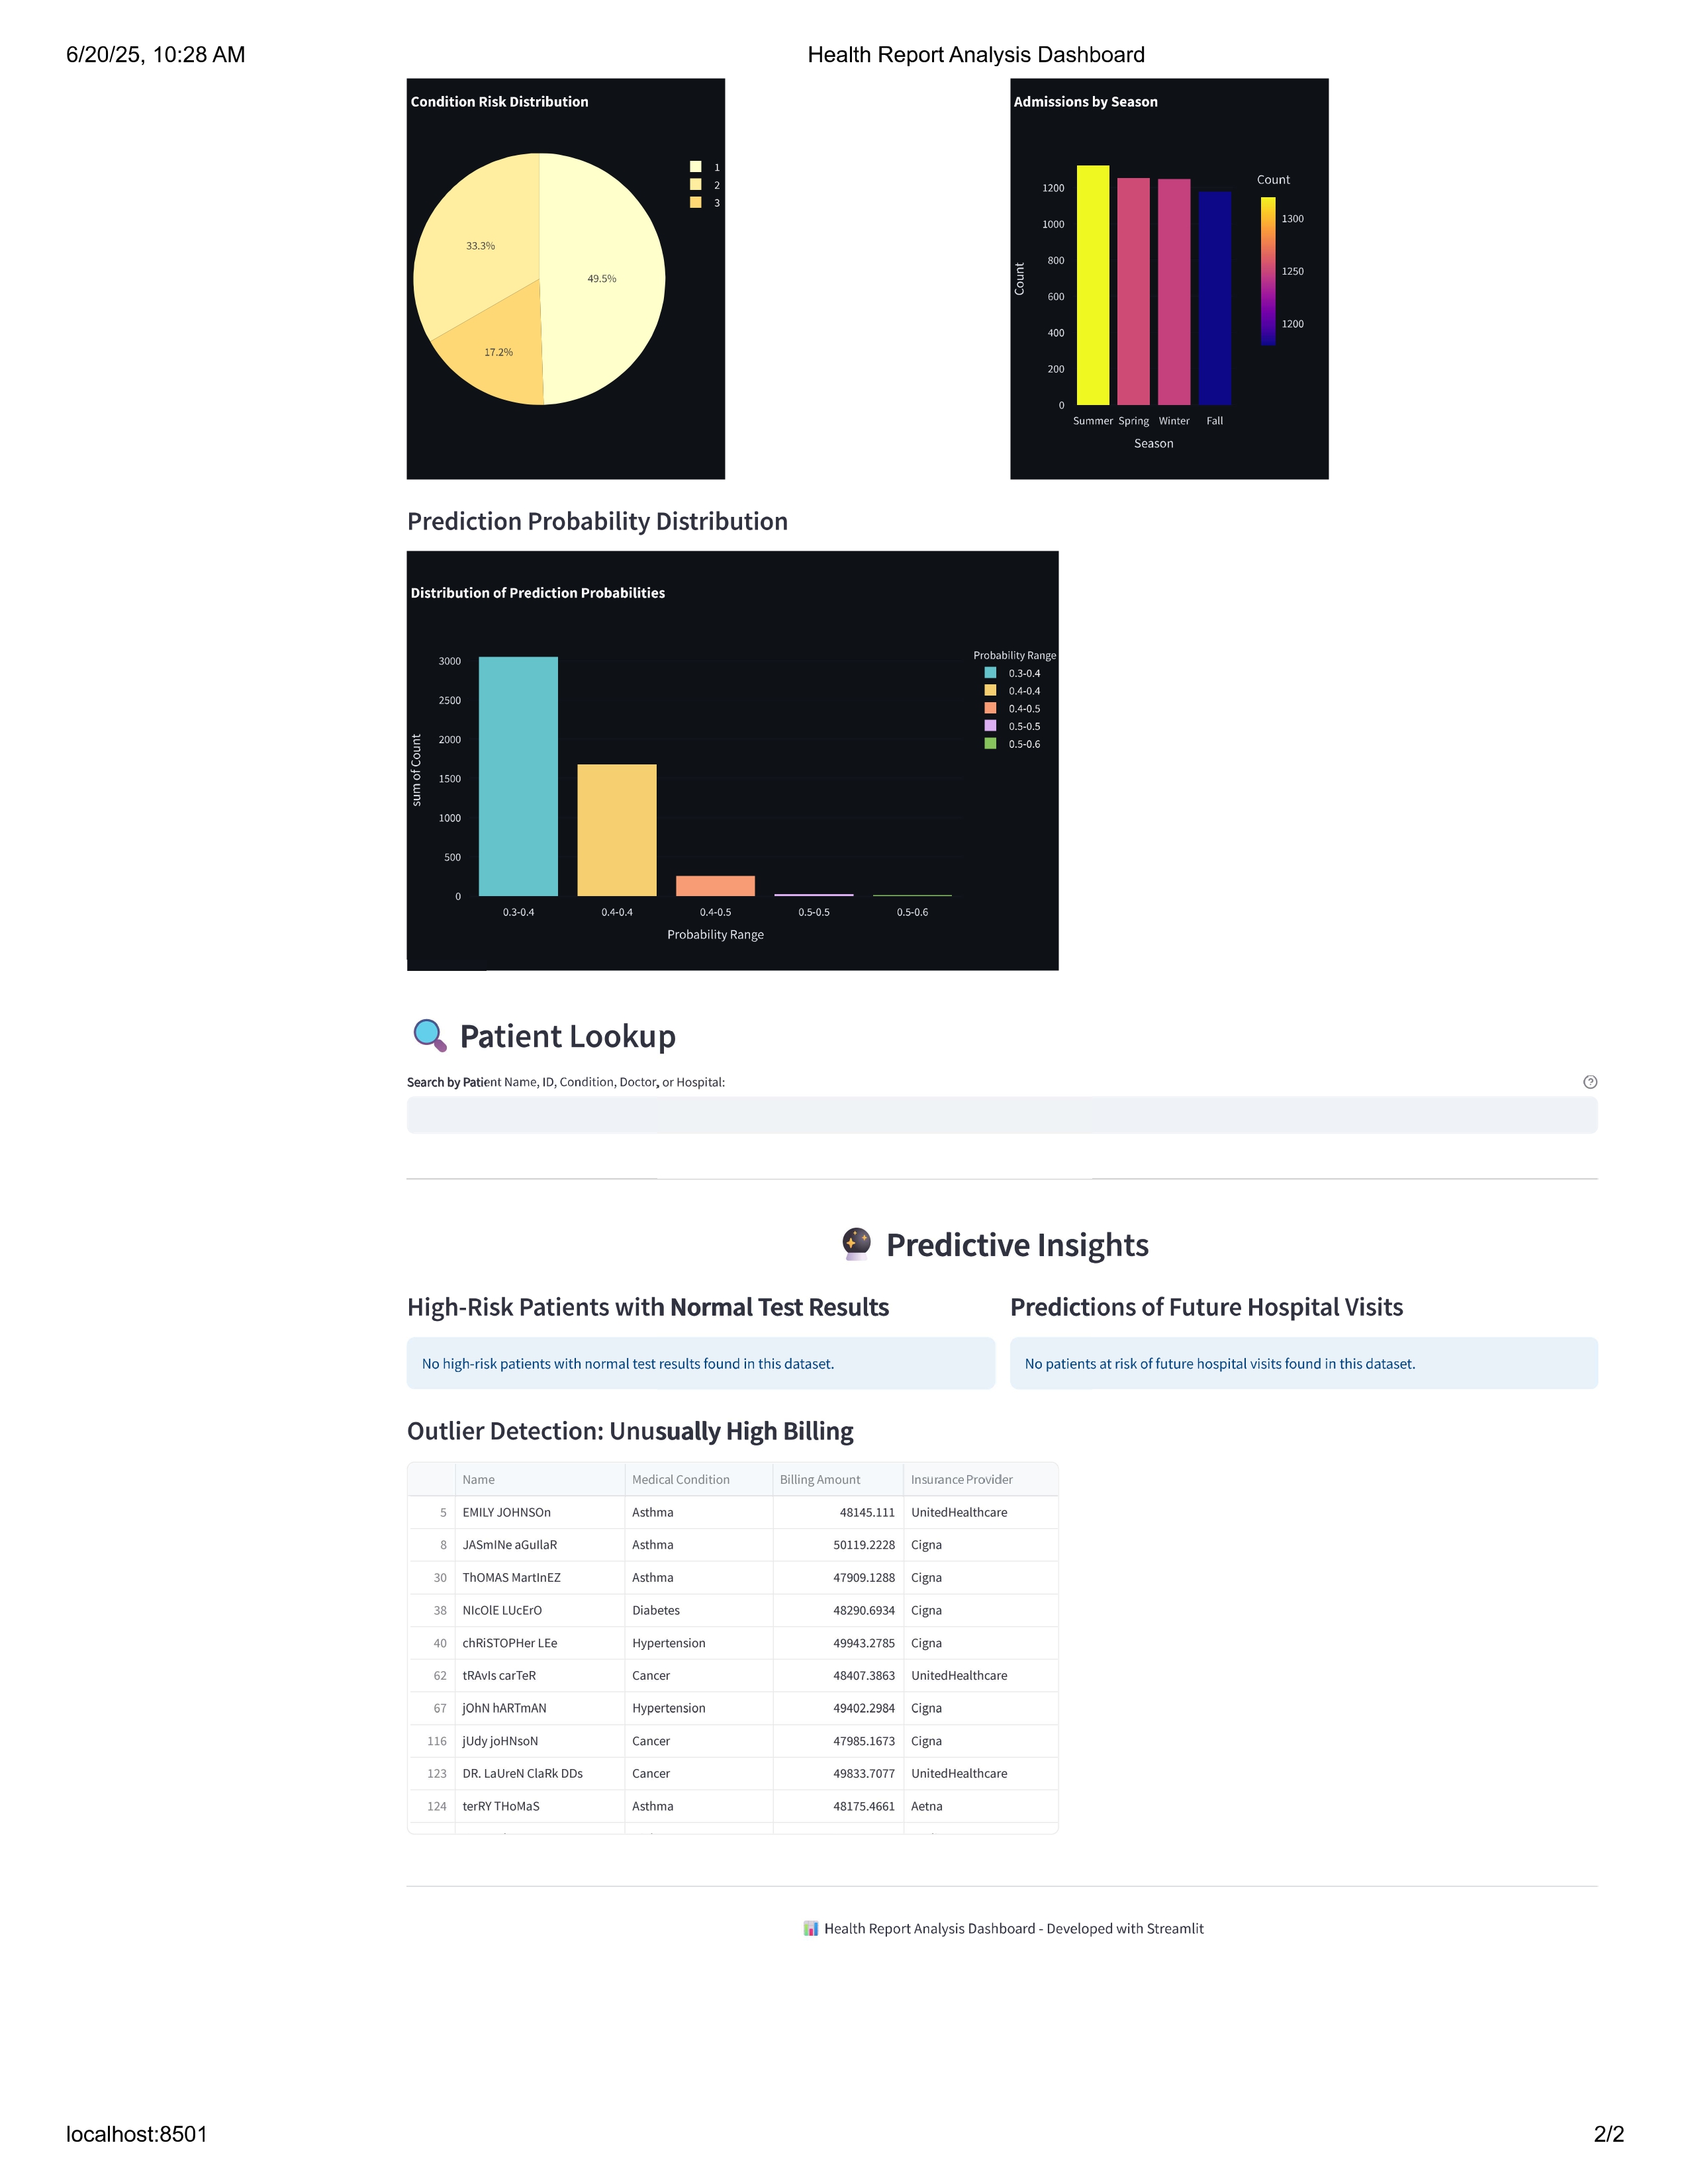 6/20/25, 10:28 AM
Health Report Analysis Dashboard
Condition Risk Distribution
1
2
3
33.3%
49.5%
17.2%
Admissions by Season
Count
1200
1000
800
600
400
200
0
Summer Spring Winter Fall
Season
Count
1300
1250
1200
Prediction Probability Distribution
Distribution of Prediction Probabilities
sum of Count
3000
2500
2000
1500
1000
500
0
0.3-0.4 0.4-0.4 0.4-0.5 0.5-0.5 0.5-0.6
Probability Range
Probability Range
0.3-0.4
0.4-0.4
0.4-0.5
0.5-0.5
0.5-0.6
Patient Lookup
Search by Patient Name, ID, Condition, Doctor, or Hospital:
?
Predictive Insights
High-Risk Patients with Normal Test Results
No high-risk patients with normal test results found in this dataset.
Predictions of Future Hospital Visits
No patients at risk of future hospital visits found in this dataset.
Outlier Detection: Unusually High Billing
Name Medical Condition Billing Amount Insurance Provider
5 EMILY JOHNSOn Asthma 48145.111 UnitedHealthcare
8 JASmINe aGuIlaR Asthma 50119.2228 Cigna
30 ThOMAS MartInEZ Asthma 47909.1288 Cigna
38 NIcOlE LUcErO Diabetes 48290.6934 Cigna
40 chRiSTOPHer LEe Hypertension 49943.2785 Cigna
62 tRAvIs carTeR Cancer 48407.3863 UnitedHealthcare
67 jOhN hARTmAN Hypertension 49402.2984 Cigna
116 jUdy joHNsoN Cancer 47985.1673 Cigna
123 DR. LaUreN ClaRk DDs Cancer 49833.7077 UnitedHealthcare
124 terRY THoMaS Asthma 48175.4661 Aetna
Health Report Analysis Dashboard - Developed with Streamlit
localhost:8501
2/2